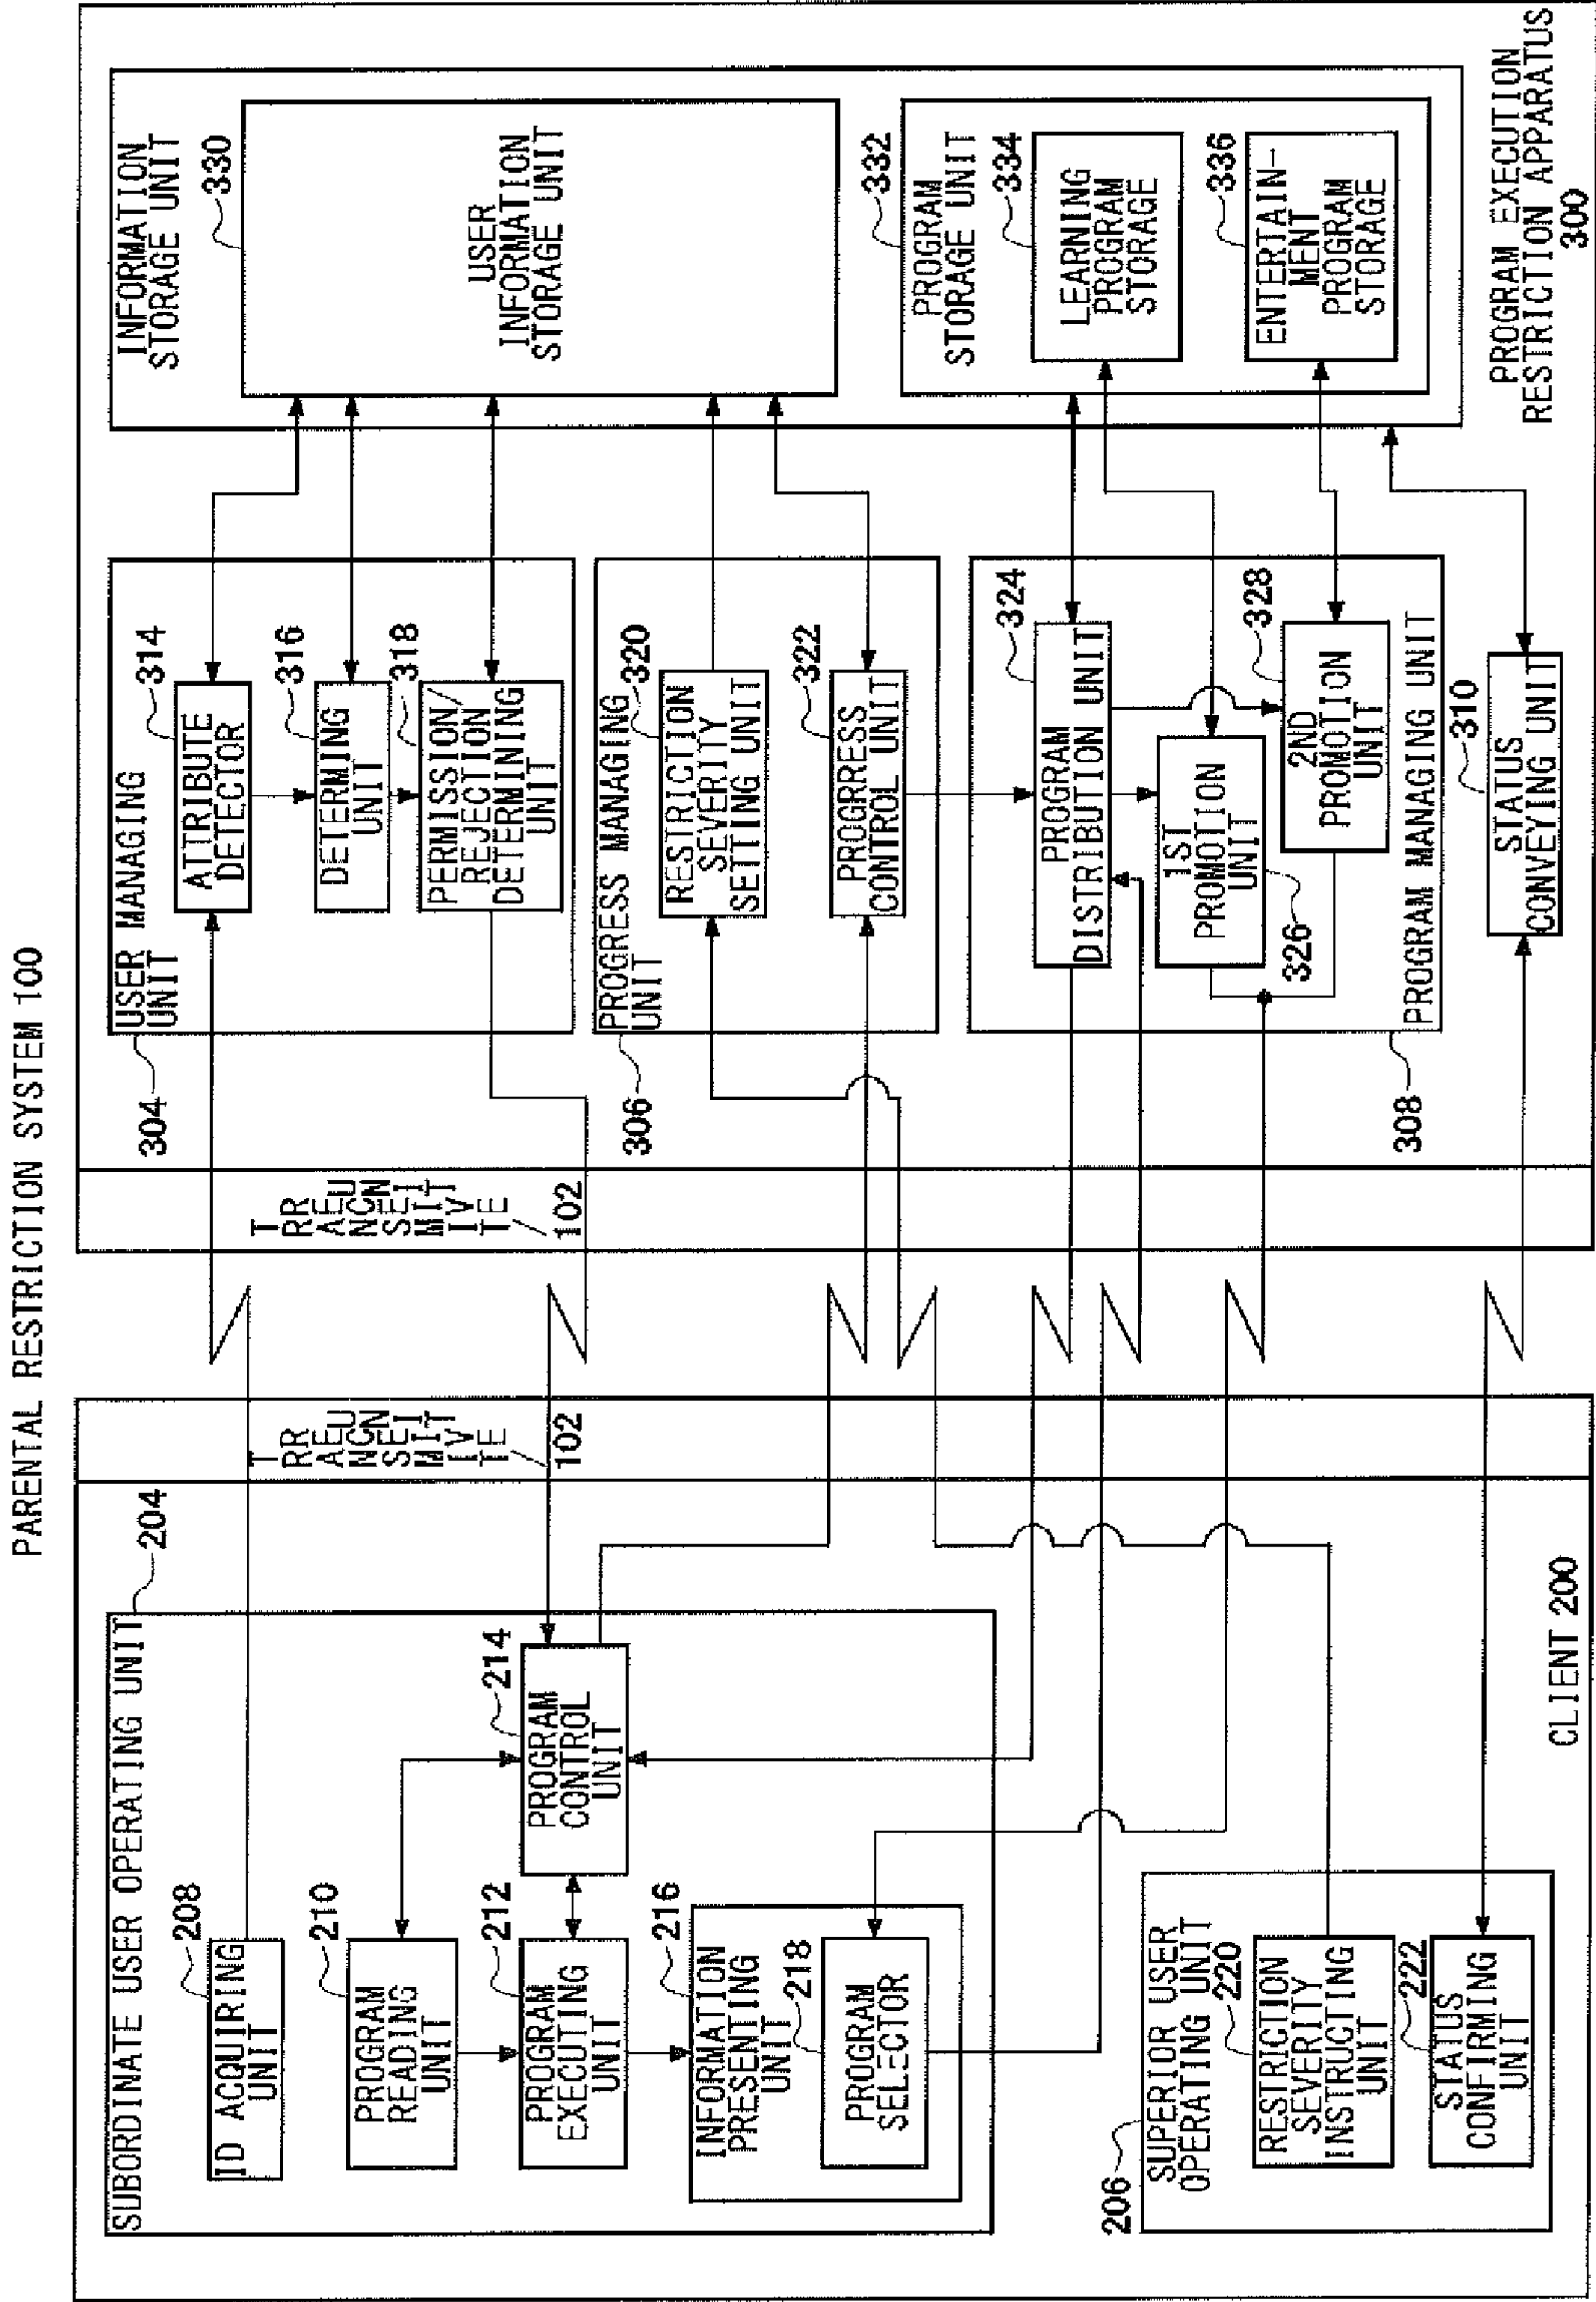 PARENTAL RESTRICTION SYSTEM 100
SUBORDINATE USER OPERATING UNIT
204
208
ID ACQUIRING
UNIT
210
PROGRAM
READING
UNIT
212
PROGRAM
EXECUTING
UNIT
214
PROGRAM
CONTROL
UNIT
216
INFORMATION
PRESENTING
UNIT
218
PROGRAM
SELECTOR
206
SUPERIOR USER
OPERATING UNIT
220
RESTRICTION
SEVERITY
INSTRUCTING
UNIT
222
STATUS
CONFIRMING
UNIT
CLIENT 200
TRANSMIT
RECEIVE
UNIT
102
TRANSMIT
RECEIVE
UNIT
102
304
USER MANAGING
UNIT
314
ATTRIBUTE
DETECTOR
316
DETERMING
UNIT
318
PERMISSION/
REJECTION
DETERMINING
UNIT
306
PROGRESS MANAGING
UNIT
320
RESTRICTION
SEVERITY
SETTING UNIT
322
PROGRRESS
CONTROL UNIT
324
PROGRAM
DISTRIBUTION UNIT
1ST
PROMOTION
UNIT
326
328
2ND
PROMOTION
UNIT
308
PROGRAM MANAGING UNIT
310
STATUS
CONVEYING UNIT
INFORMATION
STORAGE UNIT
330
USER
INFORMATION
STORAGE UNIT
332
PROGRAM
STORAGE UNIT
334
LEARNING
PROGRAM
STORAGE
336
ENTERTAIN-
MENT
PROGRAM
STORAGE
PROGRAM EXECUTION
RESTRICTION APPARATUS
300